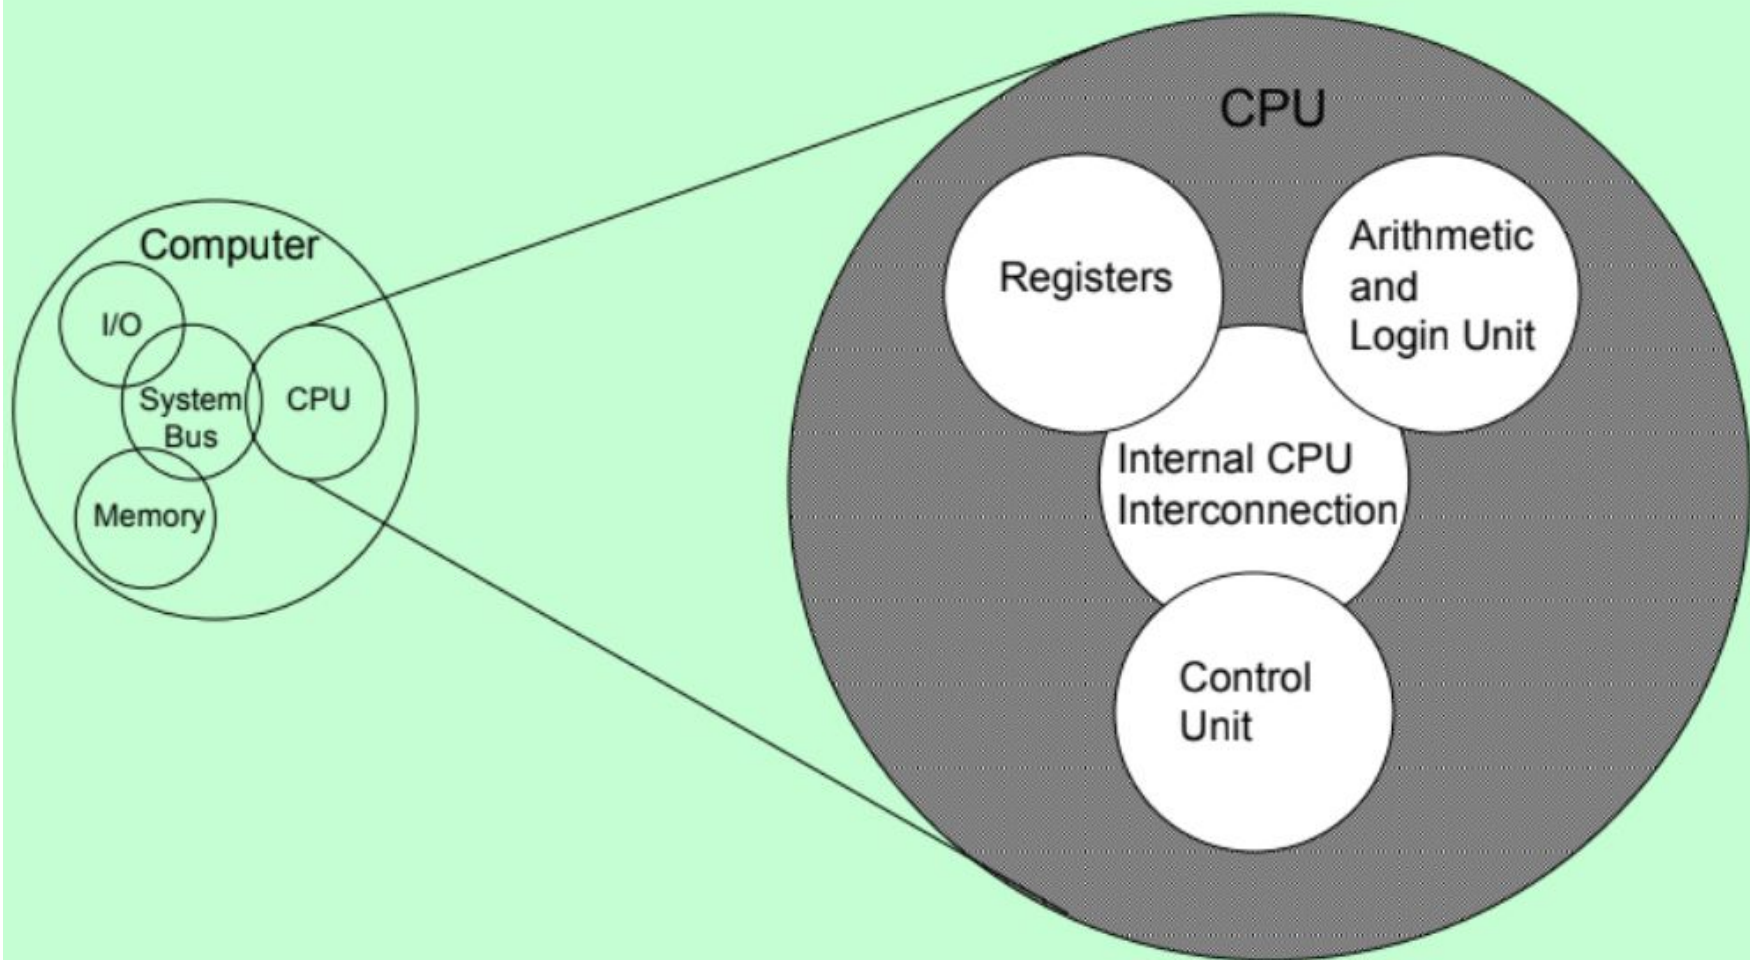 Computer
I/O
System
Bus
CPU
Memory
CPU
Registers
Arithmetic
and
Login Unit
Internal CPU
Interconnection
Control
Unit